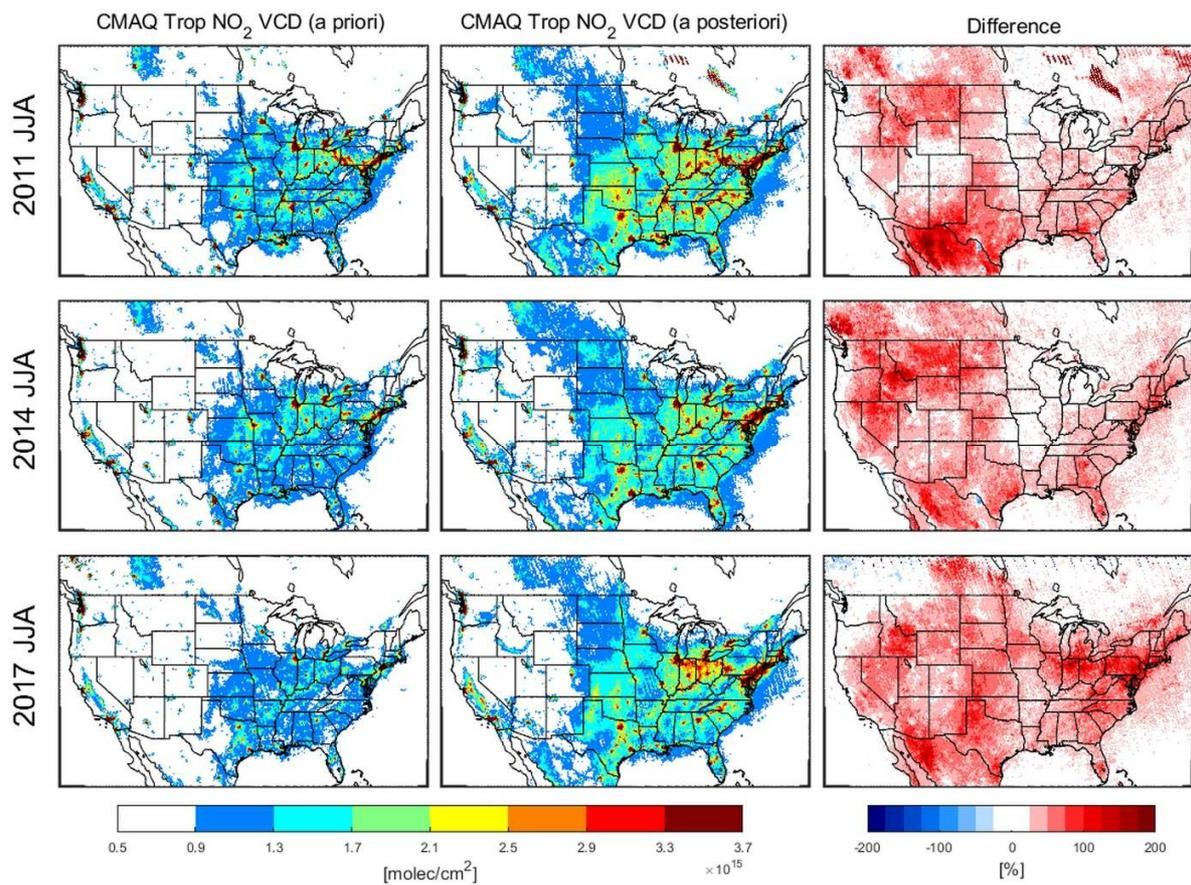 CMAQ Trop NO₂ VCD (a priori)
CMAQ Trop NO₂ VCD (a posteriori)
Difference
2011 JJA
2014 JJA
2017 JJA
0.5 0.9 1.3 1.7 2.1 2.5 2.9 3.3 3.7
[molec/cm²]
×10¹⁵
-200 -100 0 100 200
[%]